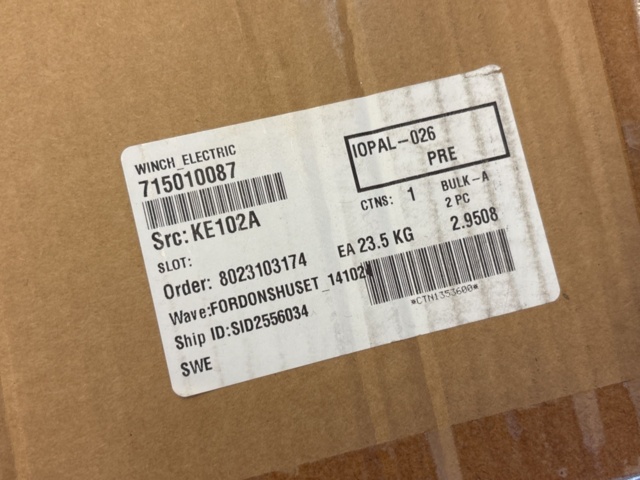 WINCH_ELECTRIC
715010087
Src: KE102A
SLOT:
Order: 8023103174
Wave:FORDONSHUSET_14102
Ship ID:SID2556034
SWE
IOPAL-026
PRE
CTNS: 1
BULK-A
2 PC
EA 23.5 KG
2.9508
*CTN1353600*